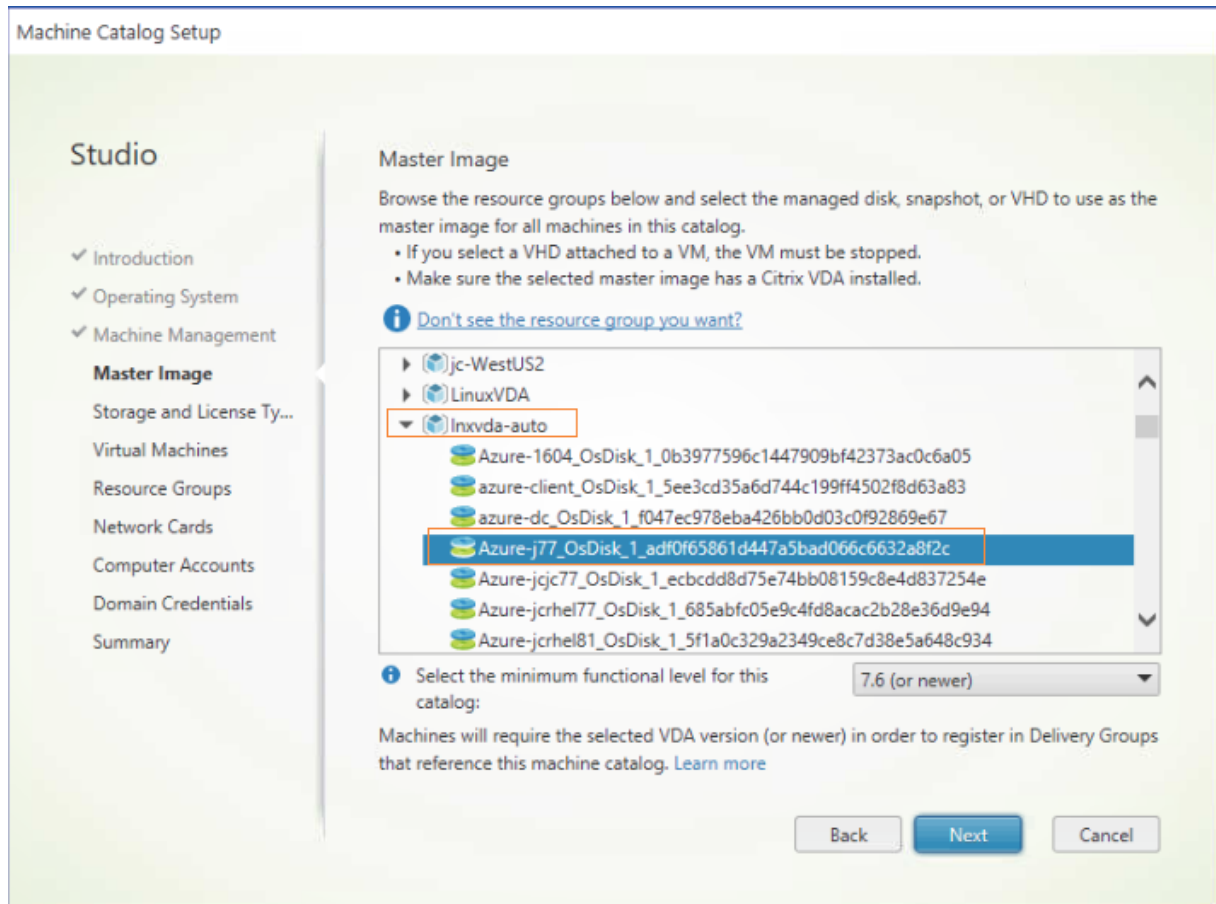 Machine Catalog Setup
Studio
Introduction
Operating System
Machine Management
Master Image
Storage and License Ty...
Virtual Machines
Resource Groups
Network Cards
Computer Accounts
Domain Credentials
Summary
Master Image
Browse the resource groups below and select the managed disk, snapshot, or VHD to use as the
master image for all machines in this catalog.
• If you select a VHD attached to a VM, the VM must be stopped.
• Make sure the selected master image has a Citrix VDA installed.
Don't see the resource group you want?
jc-WestUS2
LinuxVDA
lnxvda-auto
Azure-1604_OsDisk_1_0b3977596c1447909bf42373ac0c6a05
azure-client_OsDisk_1_5ee3cd35a6d744c199ff4502f8d63a83
azure-dc_OsDisk_1_f047ec978eba426bb0d03c0f92869e67
Azure-j77_OsDisk_1_adf0f65861d447a5bad066c6632a8f2c
Azure-jcjc77_OsDisk_1_ecbcdd8d75e74bb08159c8e4d837254e
Azure-jcrhel77_OsDisk_1_685abfc05e9c4fd8acac2b28e36d9e94
Azure-jcrhel81_OsDisk_1_5f1a0c329a2349ce8c7d38e5a648c934
Select the minimum functional level for this
catalog:
7.6 (or newer)
Machines will require the selected VDA version (or newer) in order to register in Delivery Groups
that reference this machine catalog. Learn more
Back
Next
Cancel